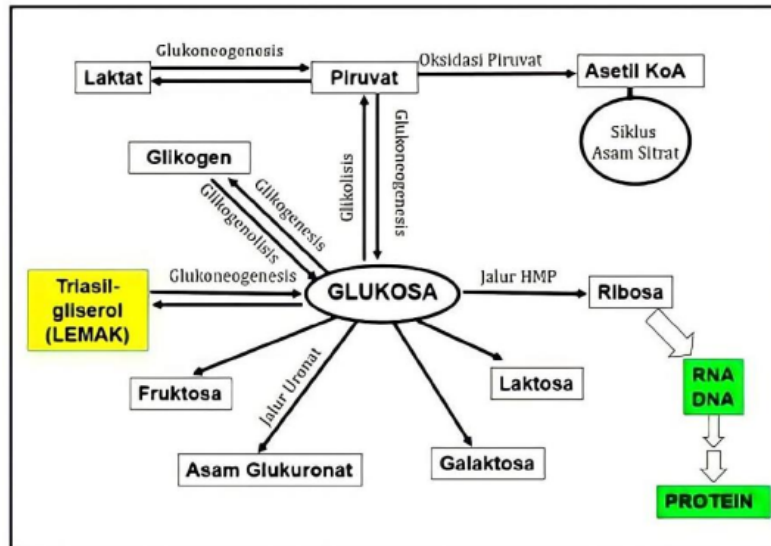 Glukoneogenesis
Laktat
Piruvat
Oksidasi Piruvat
Asetil KoA
Siklus
Asam Sitrat
Glikogen
Glikogenesis
Glikogenolisis
Glikolisis
Glukoneogenesis
Triasil-
gliserol
(LEMAK)
Glukoneogenesis
GLUKOSA
Jalur HMP
Ribosa
RNA
DNA
PROTEIN
Fruktosa
Jalur Uronat
Asam Glukuronat
Galaktosa
Laktosa